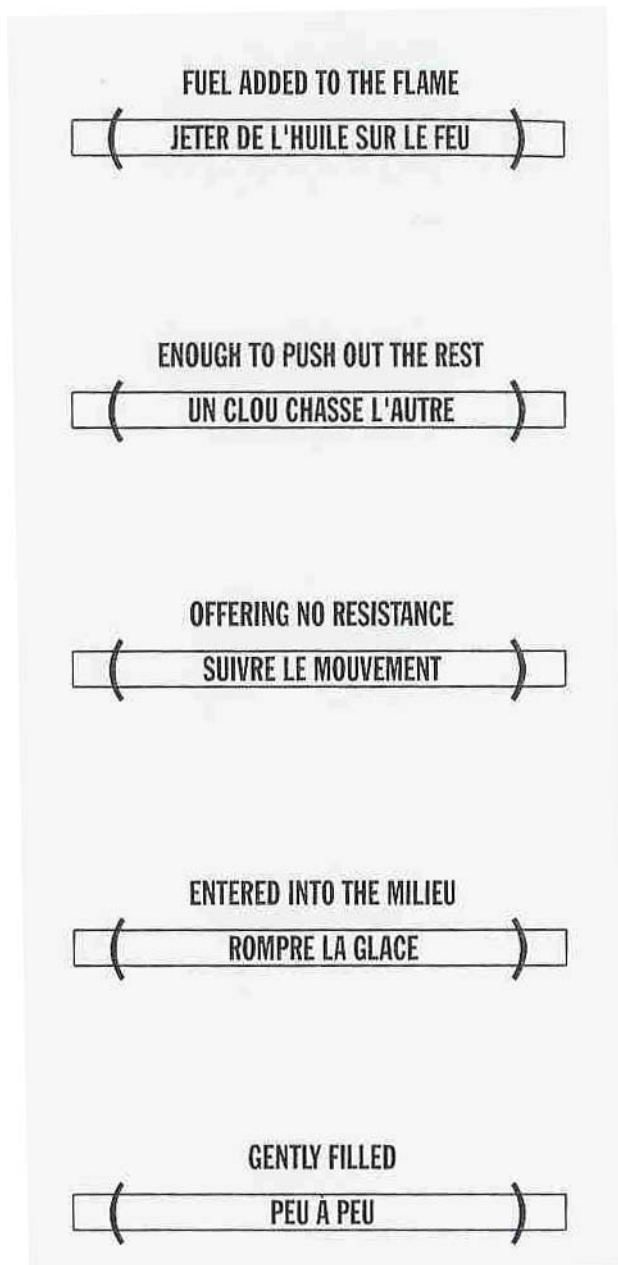 FUEL ADDED TO THE FLAME
JETER DE L'HUILE SUR LE FEU
ENOUGH TO PUSH OUT THE REST
UN CLOU CHASSE L'AUTRE
OFFERING NO RESISTANCE
SUIVRE LE MOUVEMENT
ENTERED INTO THE MILIEU
ROMPRE LA GLACE
GENTLY FILLED
PEU À PEU